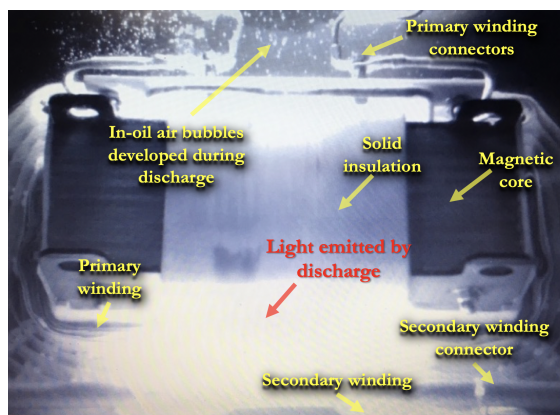 Primary winding
connectors
In-oil air bubbles
developed during
discharge
Solid
insulation
Magnetic
core
Light emitted by
discharge
Primary
winding
Secondary winding
connector
Secondary winding